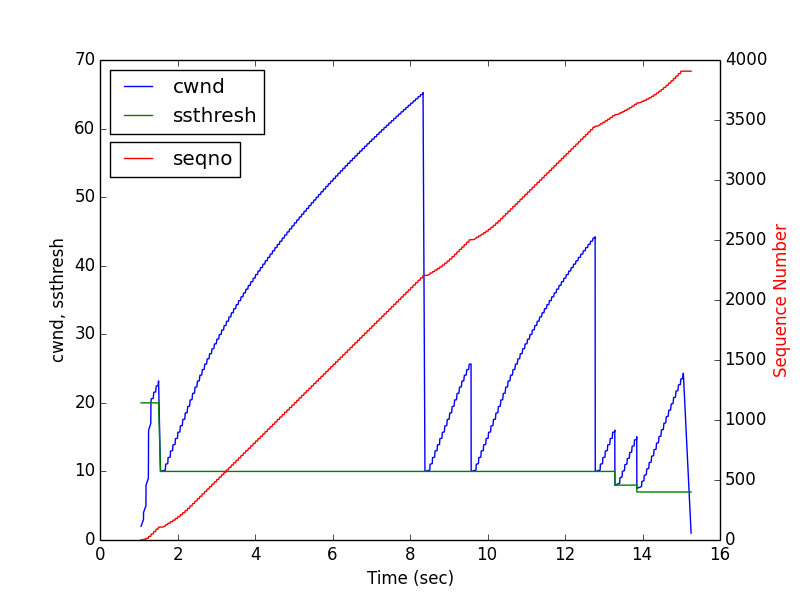 cwnd
ssthresh
seqno
cwnd, ssthresh
70
60
50
40
30
20
10
0
4000
3500
3000
2500
2000
1500
1000
500
0
Sequence Number
0 2 4 6 8 10 12 14 16
Time (sec)